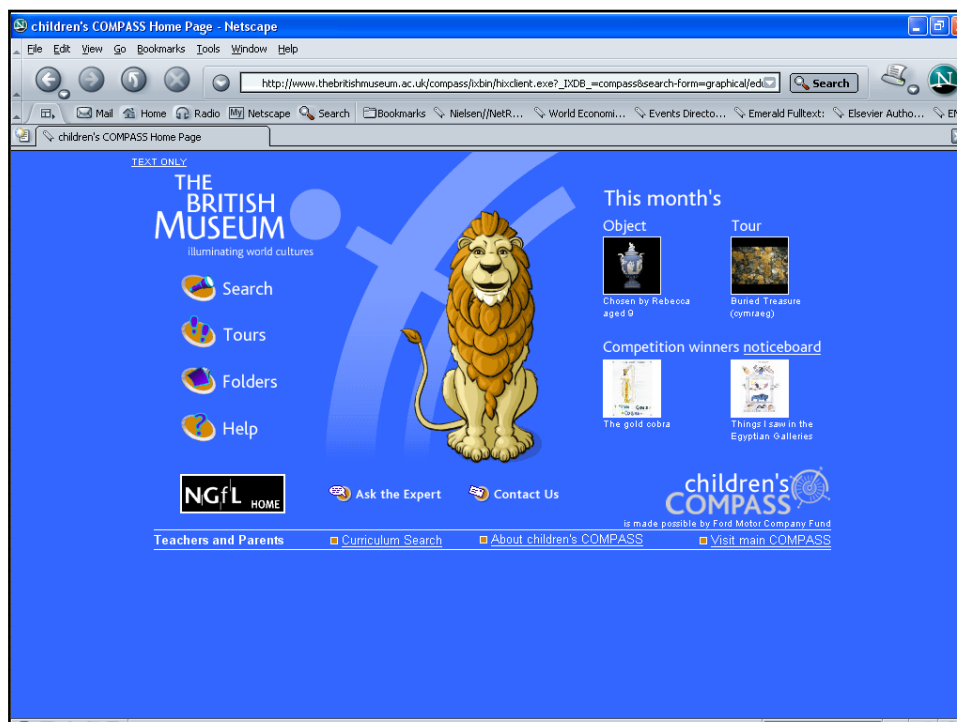 children's COMPASS Home Page - Netscape
File Edit View Go Bookmarks Tools Window Help
http://www.thebritishmuseum.ac.uk/compass/ixbin/hixclient.exe?_IXDB_=compass&search-form=graphical/edu
Search
Mail Home Radio My Netscape Search Bookmarks Nielsen//NetR... World Economi... Events Directo... Emerald Fulltext: Elsevier Autho...
children's COMPASS Home Page
TEXT ONLY
THE
BRITISH
MUSEUM
illuminating world cultures
Search
Tours
Folders
Help
This month's
Object Tour
Chosen by Rebecca
aged 9
Buried Treasure
(cymraeg)
Competition winners noticeboard
The gold cobra
Things I saw in the
Egyptian Galleries
NGfL HOME
Ask the Expert
Contact Us
children's
COMPASS
is made possible by Ford Motor Company Fund
Teachers and Parents Curriculum Search About children's COMPASS Visit main COMPASS